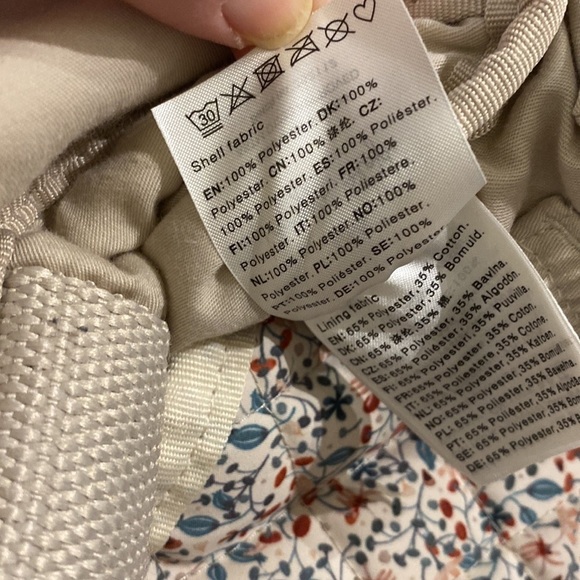 30
Shell fabric
EN:100% Polyester. DK:100%
Polyester. CN:100% 涤纶. CZ:
100% Polyester. ES:100% Polyéster.
FI:100% Polyesteri. FR:100%
Polyester. IT:100% Poliestere.
NL:100% Polyester. NO:100%
Polyester. PL:100% Poliester.
PT:100% Poliéster. SE:100%
Polyester. DE:100% Polyester.
Lining fabric
EN: 65% Polyester, 35% Cotton.
DK: 65% Polyester, 35% Bomuld.
CN: 65% 35%
CZ: 65% Polyester, 35% Bavlna.
ES: 65% Poliéster, 35% Algodón.
FI: 65% Polyesteri, 35% Puuvilla.
FR: 65% Polyester, 35% Coton.
IT: 65% Poliestere, 35% Cotone.
NL: 65% Polyester, 35% Katoen.
NO: 65% Polyester, 35% Bomull
PL: 65% Poliester, 35% Bawełna.
PT: 65% Poliéster, 35% Algodão
SE: 65% Polyester, 35% Bomull
DE: 65% Polyester, 35%